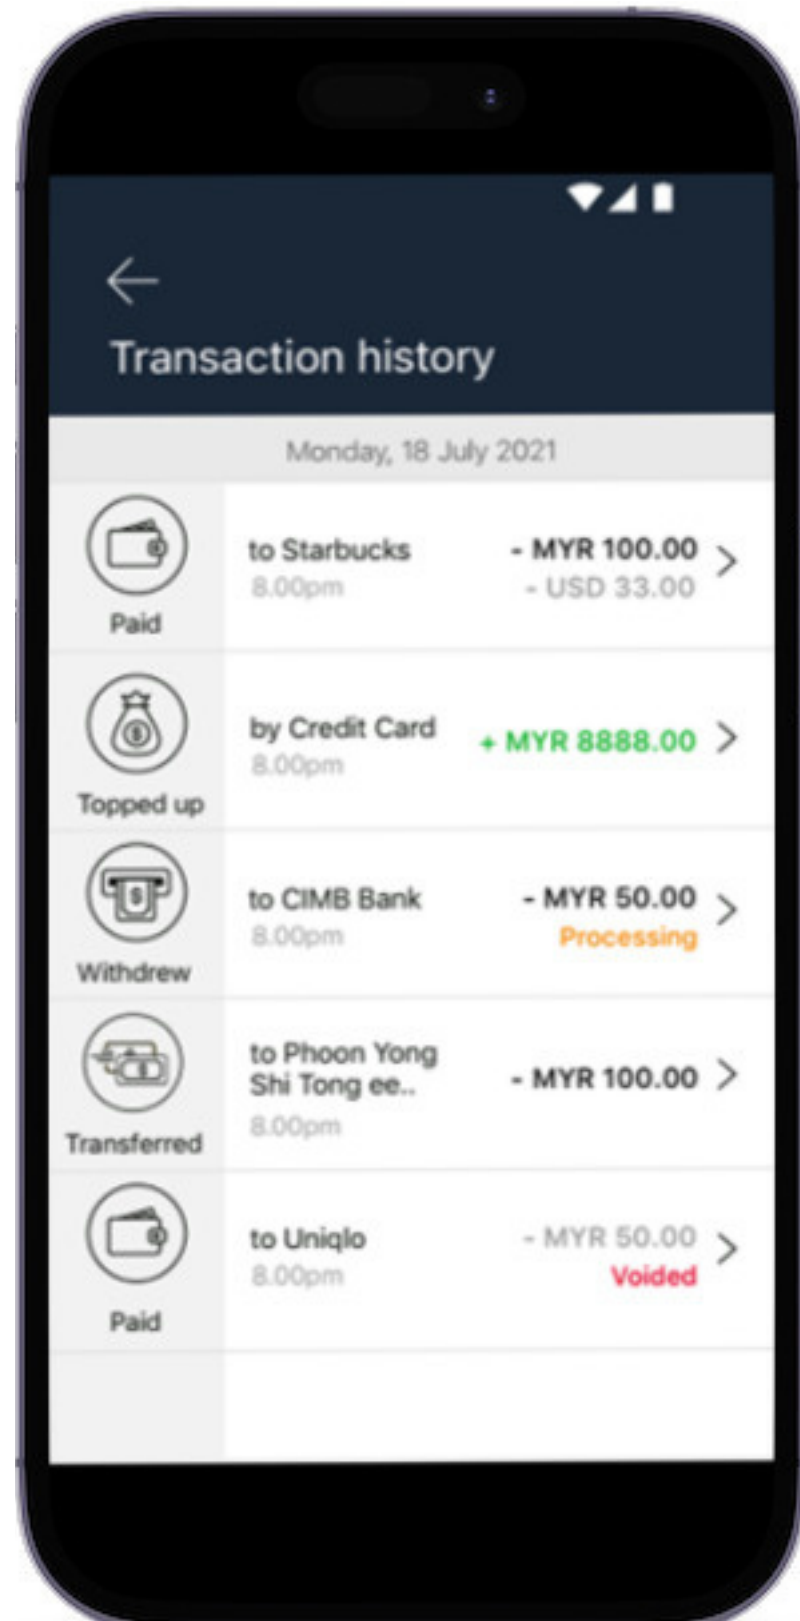 Transaction history
Monday, 18 July 2021
to Starbucks
- MYR 100.00
8.00pm
- USD 33.00
Paid
by Credit Card
+ MYR 8888.00
8.00pm
Topped up
to CIMB Bank
- MYR 50.00
8.00pm
Processing
Withdrew
to Phoon Yong
Shi Tong ee..
- MYR 100.00
8.00pm
Transferred
to Uniqlo
- MYR 50.00
8.00pm
Voided
Paid